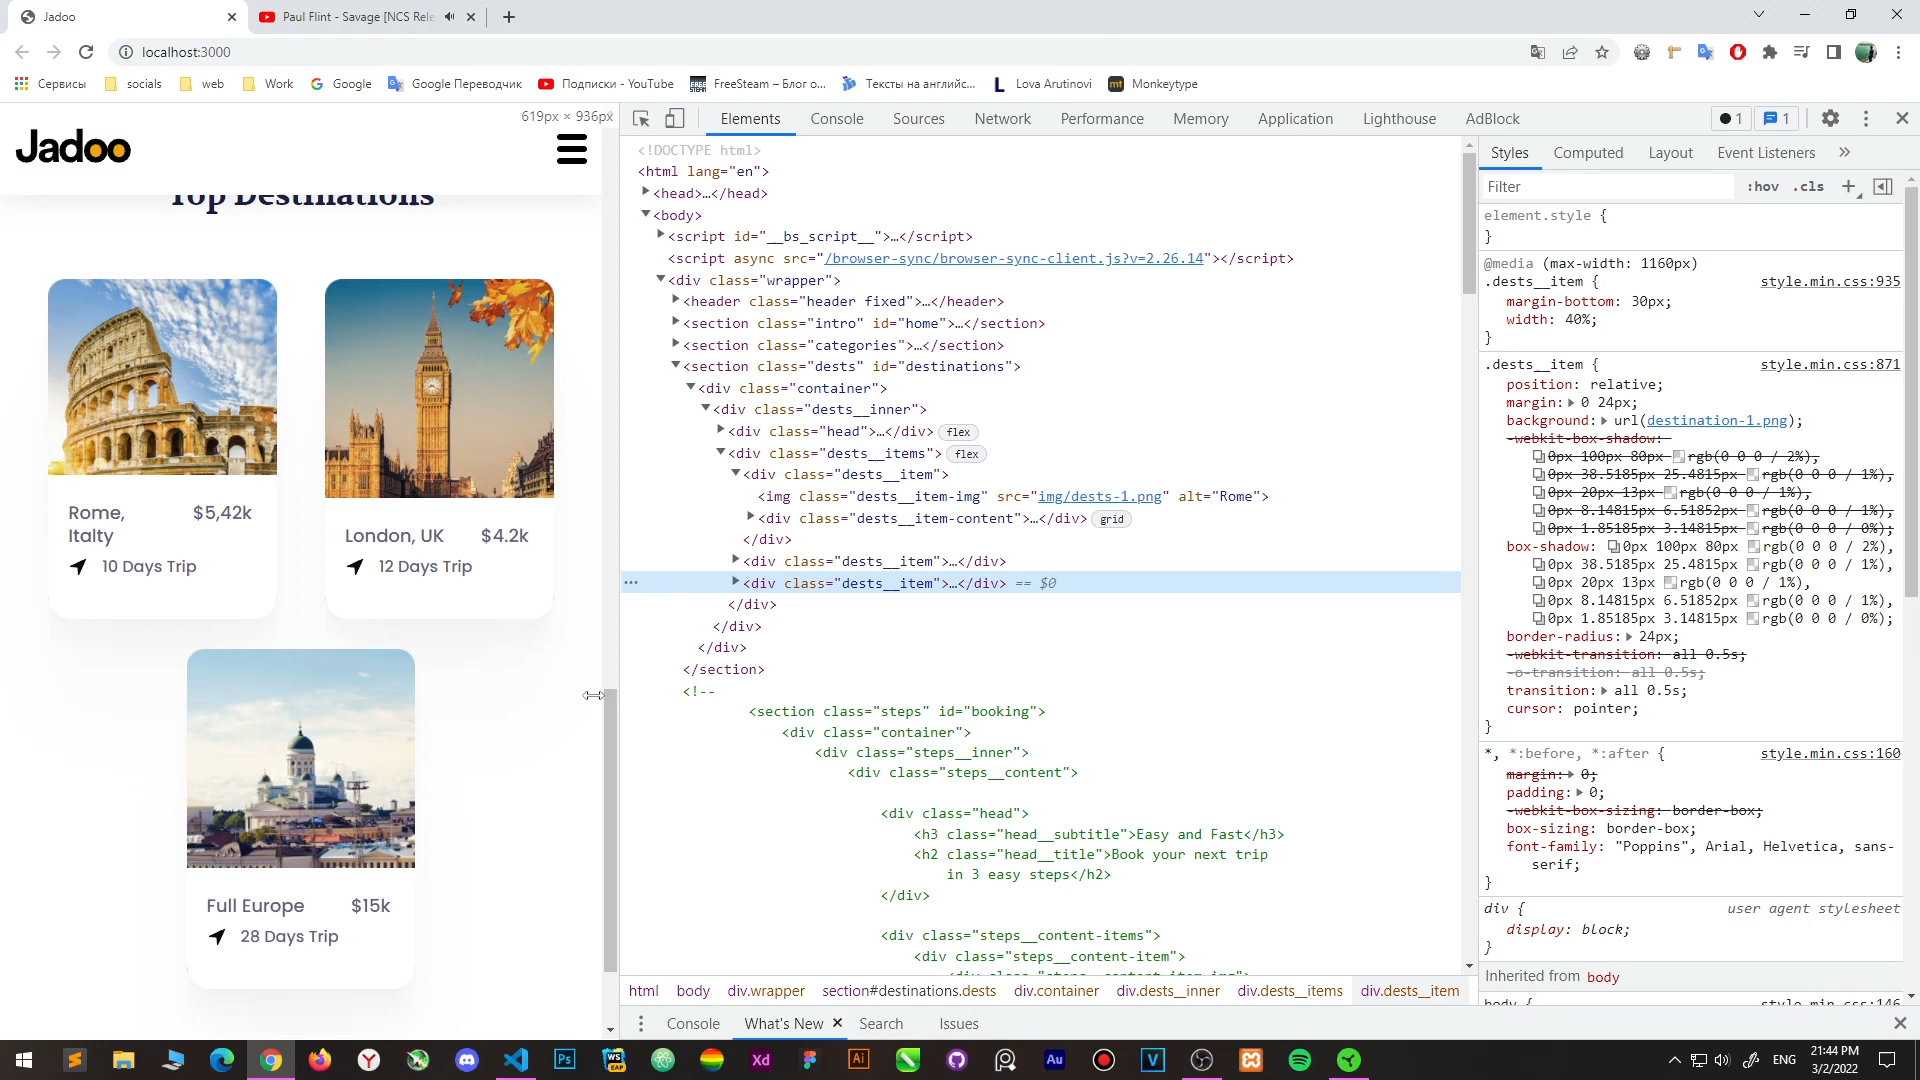 Jadoo
Paul Flint - Savage [NCS Rele
localhost:3000
Сервисы
socials
web
Work
Google
Google Переводчик
Подписки - YouTube
FreeSteam – Блог о...
Тексты на английс...
Lova Arutinovi
Monkeytype
619px × 936px
Jadoo
Top Destinations
Rome,
Italty
$5,42k
10 Days Trip
London, UK
$4.2k
12 Days Trip
Full Europe
$15k
28 Days Trip
Elements
Console
Sources
Network
Performance
Memory
Application
Lighthouse
AdBlock
1
1
<!DOCTYPE html>
<html lang="en">
<head>…</head>
<body>
<script id="__bs_script__">…</script>
<script async src="/browser-sync/browser-sync-client.js?v=2.26.14"></script>
<div class="wrapper">
<header class="header fixed">…</header>
<section class="intro" id="home">…</section>
<section class="categories">…</section>
<section class="dests" id="destinations">
<div class="container">
<div class="dests__inner">
<div class="head">…</div> flex
<div class="dests__items"> flex
<div class="dests__item">
<img class="dests__item-img" src="img/dests-1.png" alt="Rome">
<div class="dests__item-content">…</div> grid
</div>
<div class="dests__item">…</div>
<div class="dests__item">…</div> == $0
</div>
</div>
</div>
</section>
<!--
<section class="steps" id="booking">
<div class="container">
<div class="steps__inner">
<div class="steps__content">
<div class="head">
<h3 class="head__subtitle">Easy and Fast</h3>
<h2 class="head__title">Book your next trip
in 3 easy steps</h2>
</div>
<div class="steps__content-items">
<div class="steps__content-item">
<div class="steps__content-item-img">
html
body
div.wrapper
section#destinations.dests
div.container
div.dests__inner
div.dests__items
div.dests__item
Console
What's New
Search
Issues
Styles
Computed
Layout
Event Listeners
Filter
:hov
.cls
element.style {
}
@media (max-width: 1160px)
.dests__item {
style.min.css:935
margin-bottom: 30px;
width: 40%;
}
.dests__item {
style.min.css:871
position: relative;
margin: 0 24px;
background: url(destination-1.png);
-webkit-box-shadow:
0px 100px 80px rgb(0 0 0 / 2%),
0px 38.5185px 25.4815px rgb(0 0 0 / 1%),
0px 20px 13px rgb(0 0 0 / 1%),
0px 8.14815px 6.51852px rgb(0 0 0 / 1%),
0px 1.85185px 3.14815px rgb(0 0 0 / 0%);
box-shadow: 0px 100px 80px rgb(0 0 0 / 2%),
0px 38.5185px 25.4815px rgb(0 0 0 / 1%),
0px 20px 13px rgb(0 0 0 / 1%),
0px 8.14815px 6.51852px rgb(0 0 0 / 1%),
0px 1.85185px 3.14815px rgb(0 0 0 / 0%);
border-radius: 24px;
-webkit-transition: all 0.5s;
-o-transition: all 0.5s;
transition: all 0.5s;
cursor: pointer;
}
*, *:before, *:after {
style.min.css:160
margin: 0;
padding: 0;
-webkit-box-sizing: border-box;
box-sizing: border-box;
font-family: "Poppins", Arial, Helvetica, sans-
serif;
}
div {
user agent stylesheet
display: block;
}
Inherited from body
body {
style.min.css:146
ENG
21:44 PM
3/2/2022